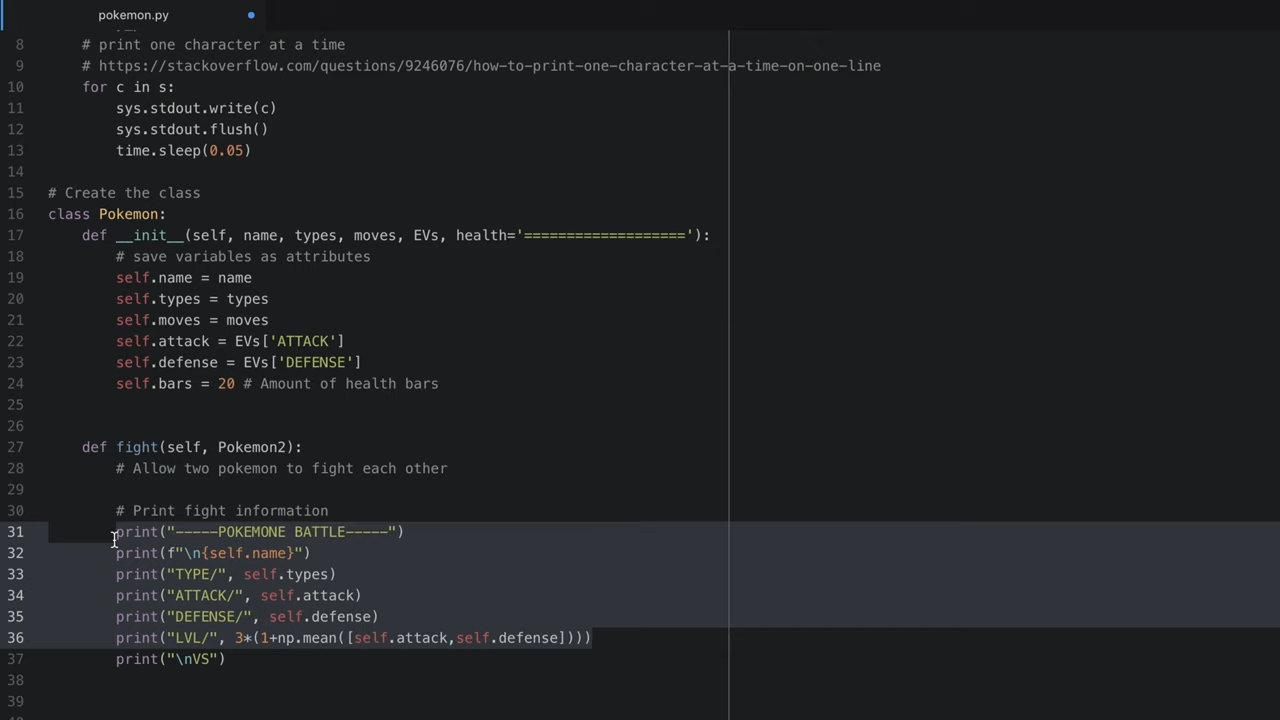 pokemon.py
8 # print one character at a time
9 # https://stackoverflow.com/questions/9246076/how-to-print-one-character-at-a-time-on-one-line
10 for c in s:
11 sys.stdout.write(c)
12 sys.stdout.flush()
13 time.sleep(0.05)
14
15 # Create the class
16 class Pokemon:
17 def __init__(self, name, types, moves, EVs, health='==================='):
18 # save variables as attributes
19 self.name = name
20 self.types = types
21 self.moves = moves
22 self.attack = EVs['ATTACK']
23 self.defense = EVs['DEFENSE']
24 self.bars = 20 # Amount of health bars
25
26
27 def fight(self, Pokemon2):
28 # Allow two pokemon to fight each other
29
30 # Print fight information
31 print("-----POKEMONE BATTLE-----")
32 print(f"\n{self.name}")
33 print("TYPE/", self.types)
34 print("ATTACK/", self.attack)
35 print("DEFENSE/", self.defense)
36 print("LVL/", 3*(1+np.mean([self.attack,self.defense])))
37 print("\nVS")
38
39